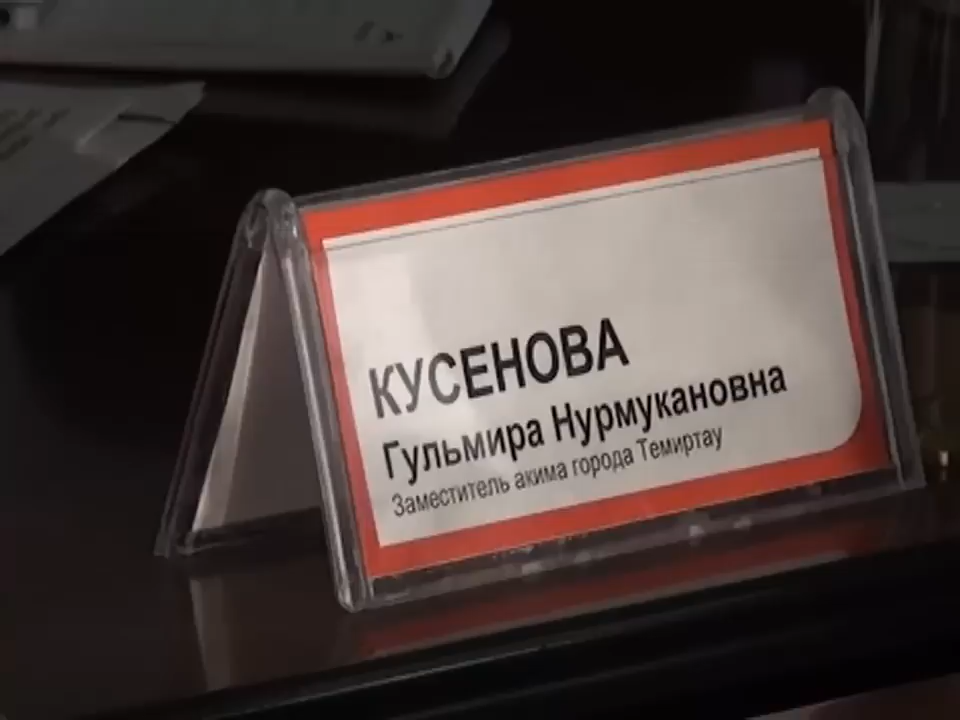 КУСЕНОВА
Гульмира Нурмукановна
Заместитель акима города Темиртау